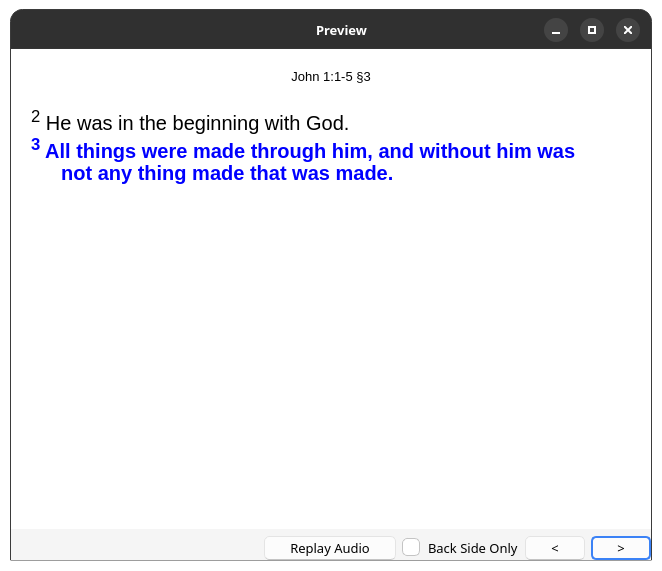 Preview
John 1:1-5 §3
2 He was in the beginning with God.
3 All things were made through him, and without him was
not any thing made that was made.
Replay Audio
Back Side Only
<
>